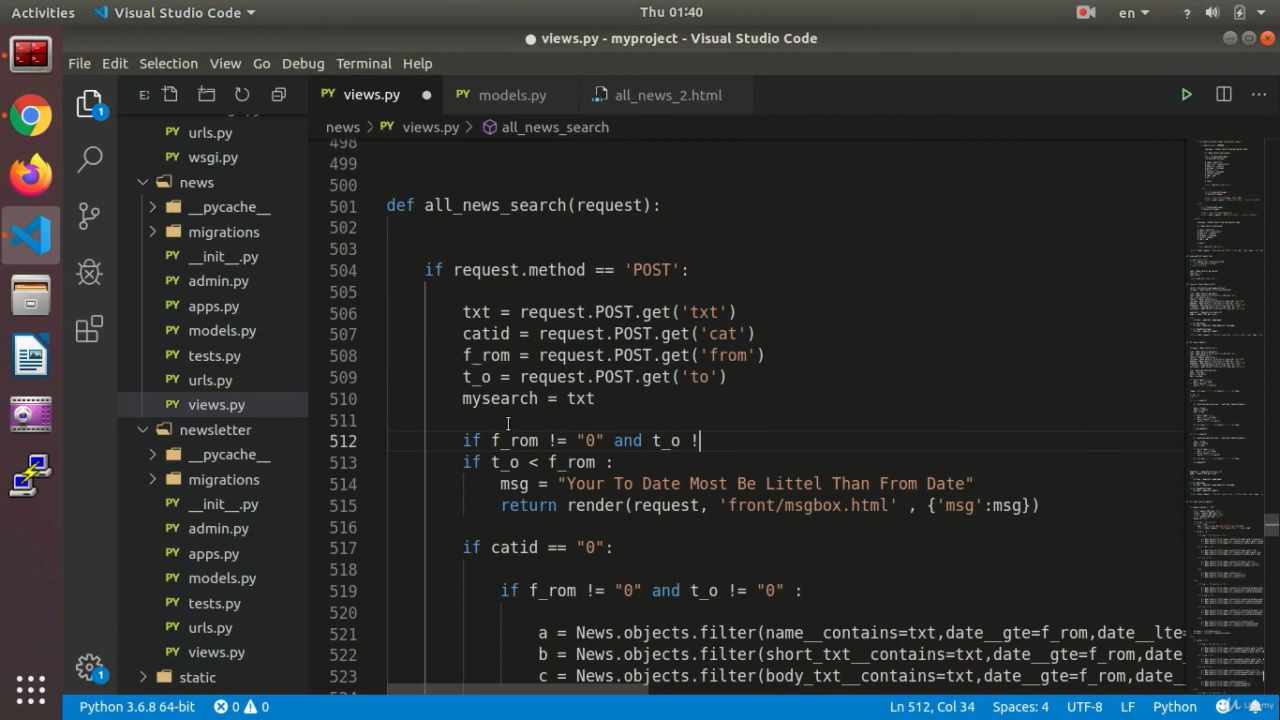 Activities Visual Studio Code Thu 01:40 en ?
views.py - myproject - Visual Studio Code
File Edit Selection View Go Debug Terminal Help
E: views.py models.py all_news_2.html
news > views.py > all_news_search
urls.py
wsgi.py
news
__pycache__
migrations
__init__.py
admin.py
apps.py
models.py
tests.py
urls.py
views.py
newsletter
__pycache__
migrations
__init__.py
admin.py
apps.py
models.py
tests.py
urls.py
views.py
static
1
1
498
499
500
501 def all_news_search(request):
502
503
504 if request.method == 'POST':
505
506 txt = request.POST.get('txt')
507 catid = request.POST.get('cat')
508 f_rom = request.POST.get('from')
509 t_o = request.POST.get('to')
510 mysearch = txt
511
512 if f_rom != "0" and t_o !
513 if t_o < f_rom :
514 msg = "Your To Date Most Be Littel Than From Date"
515 return render(request, 'front/msgbox.html' , {'msg':msg})
516
517 if catid == "0":
518
519 if f_rom != "0" and t_o != "0" :
520
521 a = News.objects.filter(name__contains=txt,date__gte=f_rom,date__lte=
522 b = News.objects.filter(short_txt__contains=txt,date__gte=f_rom,date_
523 c = News.objects.filter(body_txt__contains=txt,date__gte=f_rom,date_
Python 3.6.8 64-bit 0 0 Ln 512, Col 34 Spaces: 4 UTF-8 LF Python
Udemy